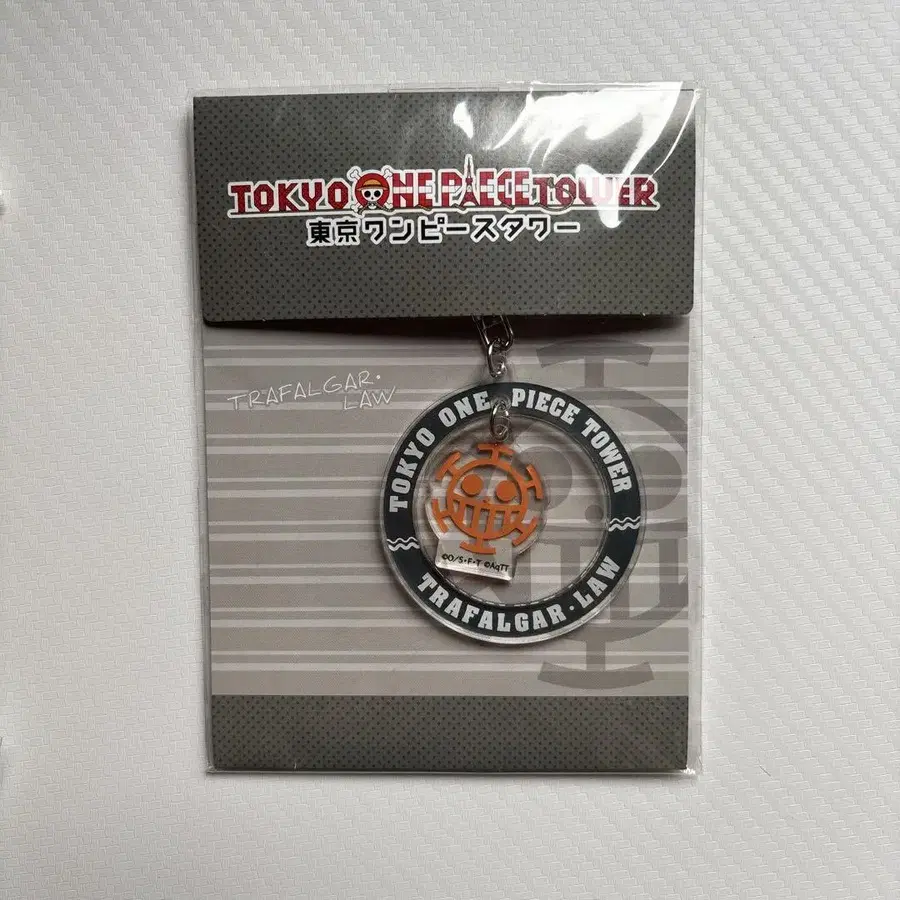 TOKYO ONE PIECE TOWER
東京ワンピースタワー
TRAFALGAR・
LAW
TOKYO ONE PIECE TOWER
©O/S・F・T ©AqTT
TRAFALGAR・LAW